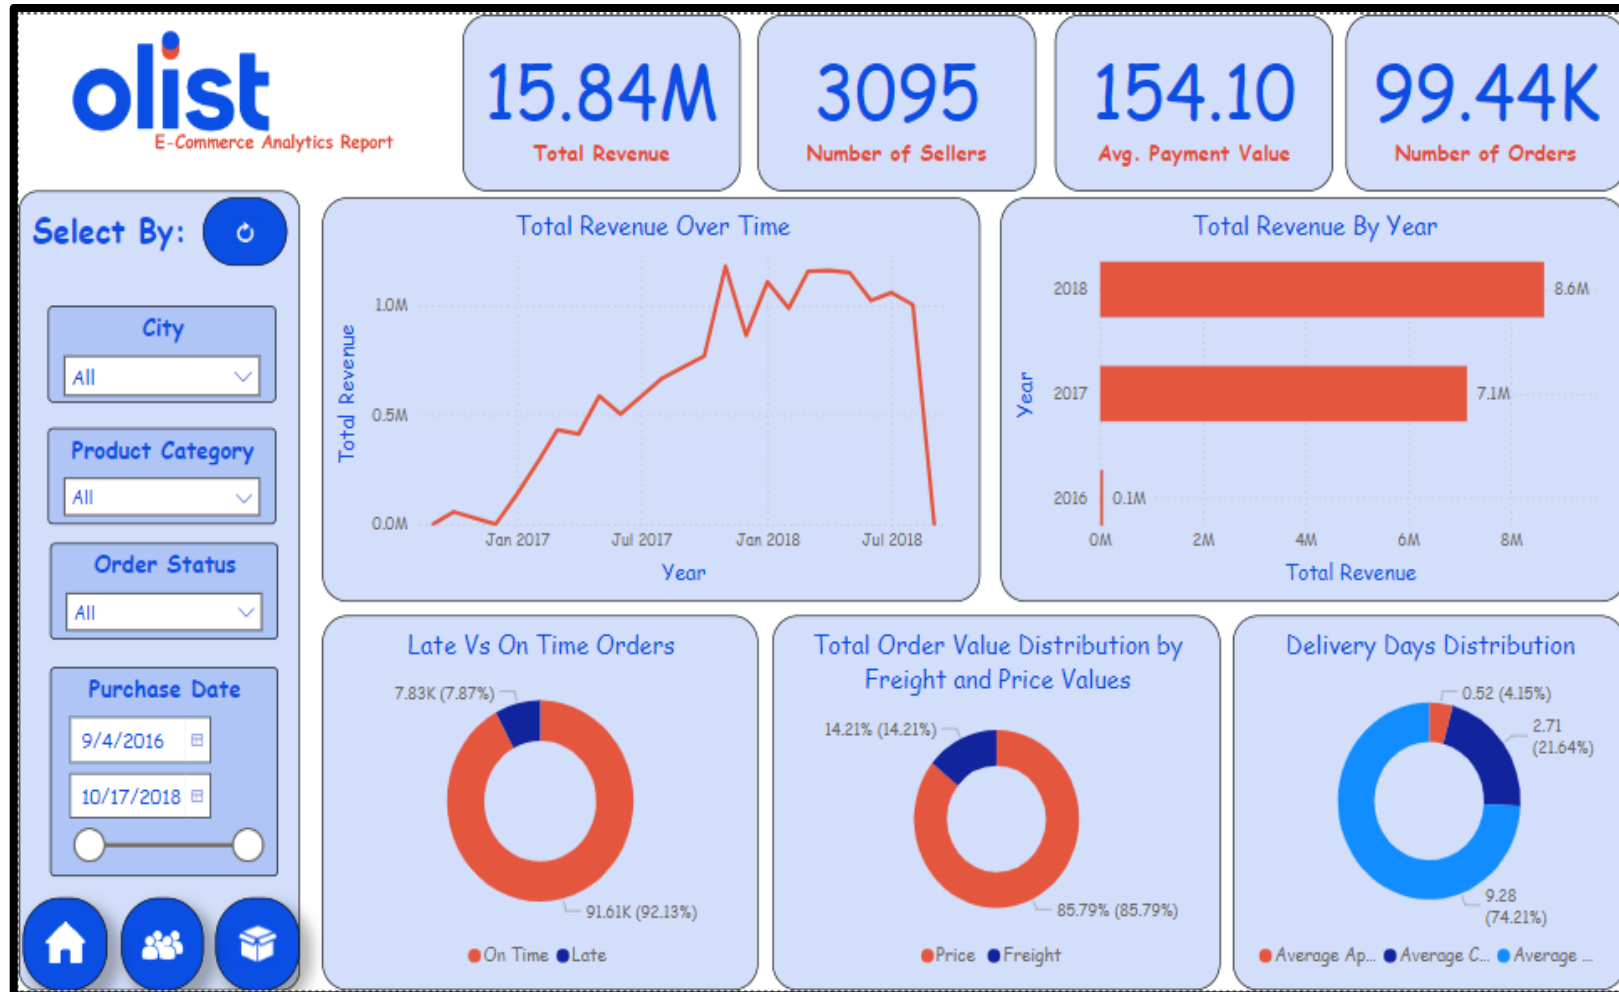 olist
E-Commerce Analytics Report
15.84M
Total Revenue
3095
Number of Sellers
154.10
Avg. Payment Value
99.44K
Number of Orders
Select By:
City
All
Product Category
All
Order Status
All
Purchase Date
9/4/2016
10/17/2018
Total Revenue Over Time
Total Revenue
1.0M
0.5M
0.0M
Jan 2017 Jul 2017 Jan 2018 Jul 2018
Year
Total Revenue By Year
Year
2018 8.6M
2017 7.1M
2016 0.1M
0M 2M 4M 6M 8M
Total Revenue
Late Vs On Time Orders
7.83K (7.87%)
91.61K (92.13%)
On Time Late
Total Order Value Distribution by
Freight and Price Values
14.21% (14.21%)
85.79% (85.79%)
Price Freight
Delivery Days Distribution
0.52 (4.15%)
2.71
(21.64%)
9.28
(74.21%)
Average Ap... Average C... Average ...